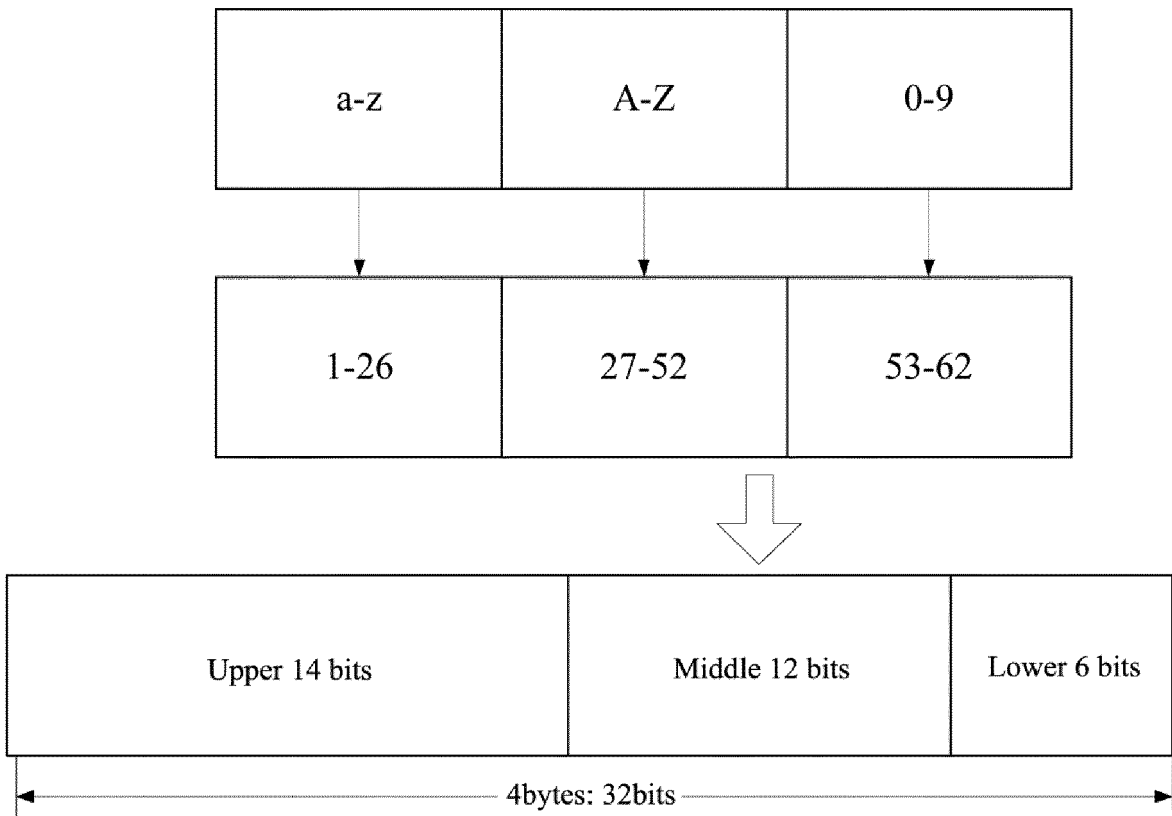 a-z A-Z 0-9
1-26 27-52 53-62
Upper 14 bits Middle 12 bits Lower 6 bits
4bytes: 32bits